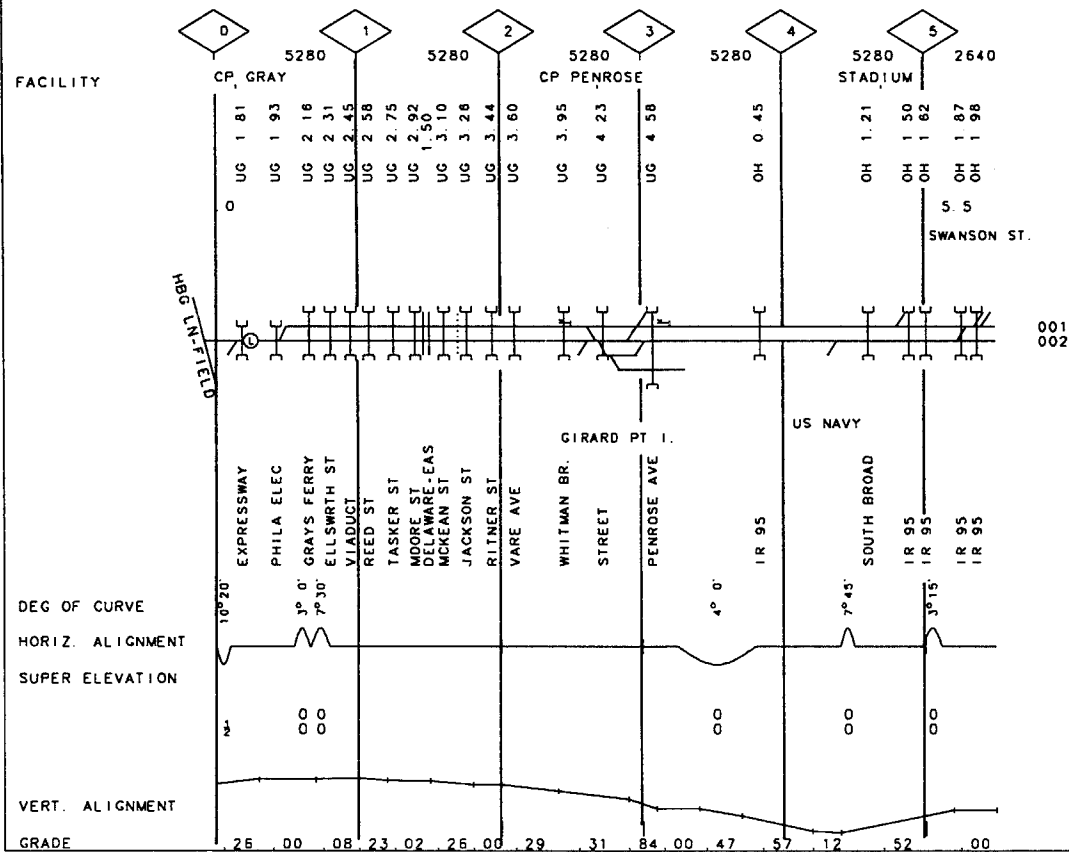 0 1 2 3 4 5
5280 5280 5280 5280 5280 2640
FACILITY CP GRAY CP PENROSE STADIUM
UG 1 81
UG 1 93
UG 2 16
UG 2 31
UG 2.45
UG 2 58
UG 2.75
UG 2.92
1.50
UG 3.10
UG 3.26
UG 3.44
UG 3.60
UG 3.95
UG 4 23
UG 4 58
OH 0.45
OH 1.21
OH 1 50
OH 1 62
OH 1.87
OH 1 98
0 5.5
SWANSON ST.
HBG LN-FIELD
L
001
002
US NAVY
GIRARD PT I.
EXPRESSWAY
PHILA ELEC
GRAYS FERRY
ELLSWRTH ST
VIADUCT
REED ST
TASKER ST
MOORE ST
DELAWARE-EAS
MCKEAN ST
JACKSON ST
RITNER ST
VARE AVE
WHITMAN BR.
STREET
PENROSE AVE
IR 95
SOUTH BROAD
IR 95
IR 95
IR 95
IR 95
DEG OF CURVE 10°20' 3° 0' 7°30' 4° 0' 7°45' 3°15'
HORIZ. ALIGNMENT
SUPER ELEVATION
1/2 0 0 0 0 0
0 0 0 0 0
VERT. ALIGNMENT
GRADE .26 .00 .08 .23 .02 .26 .00 .29 .31 .84 .00 .47 .57 .12 .52 .00